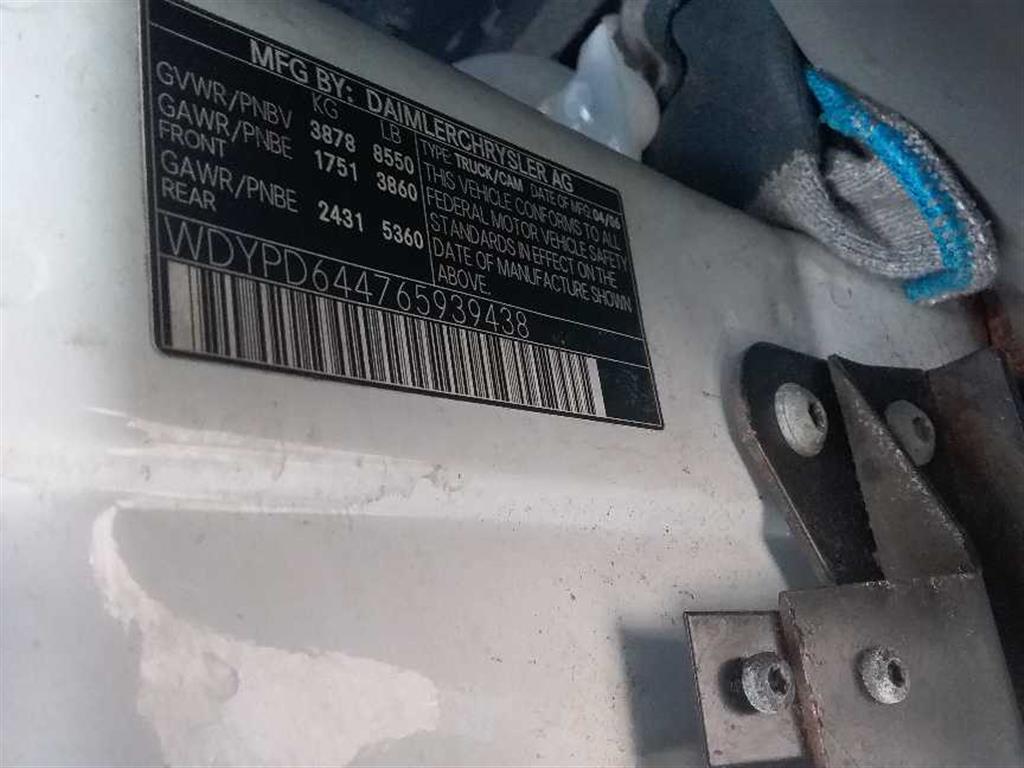 MFG BY: DAIMLERCHRYSLER AG
KG LB
GVWR/PNBV 3878 8550
GAWR/PNBE 1751 3860
FRONT
GAWR/PNBE 2431 5360
REAR
TYPE TRUCK/CAM DATE OF MFG 04/06
THIS VEHICLE CONFORMS TO ALL
FEDERAL MOTOR VEHICLE SAFETY
STANDARDS IN EFFECT ON THE
DATE OF MANUFACTURE SHOWN
ABOVE.
WDYPD644765939438